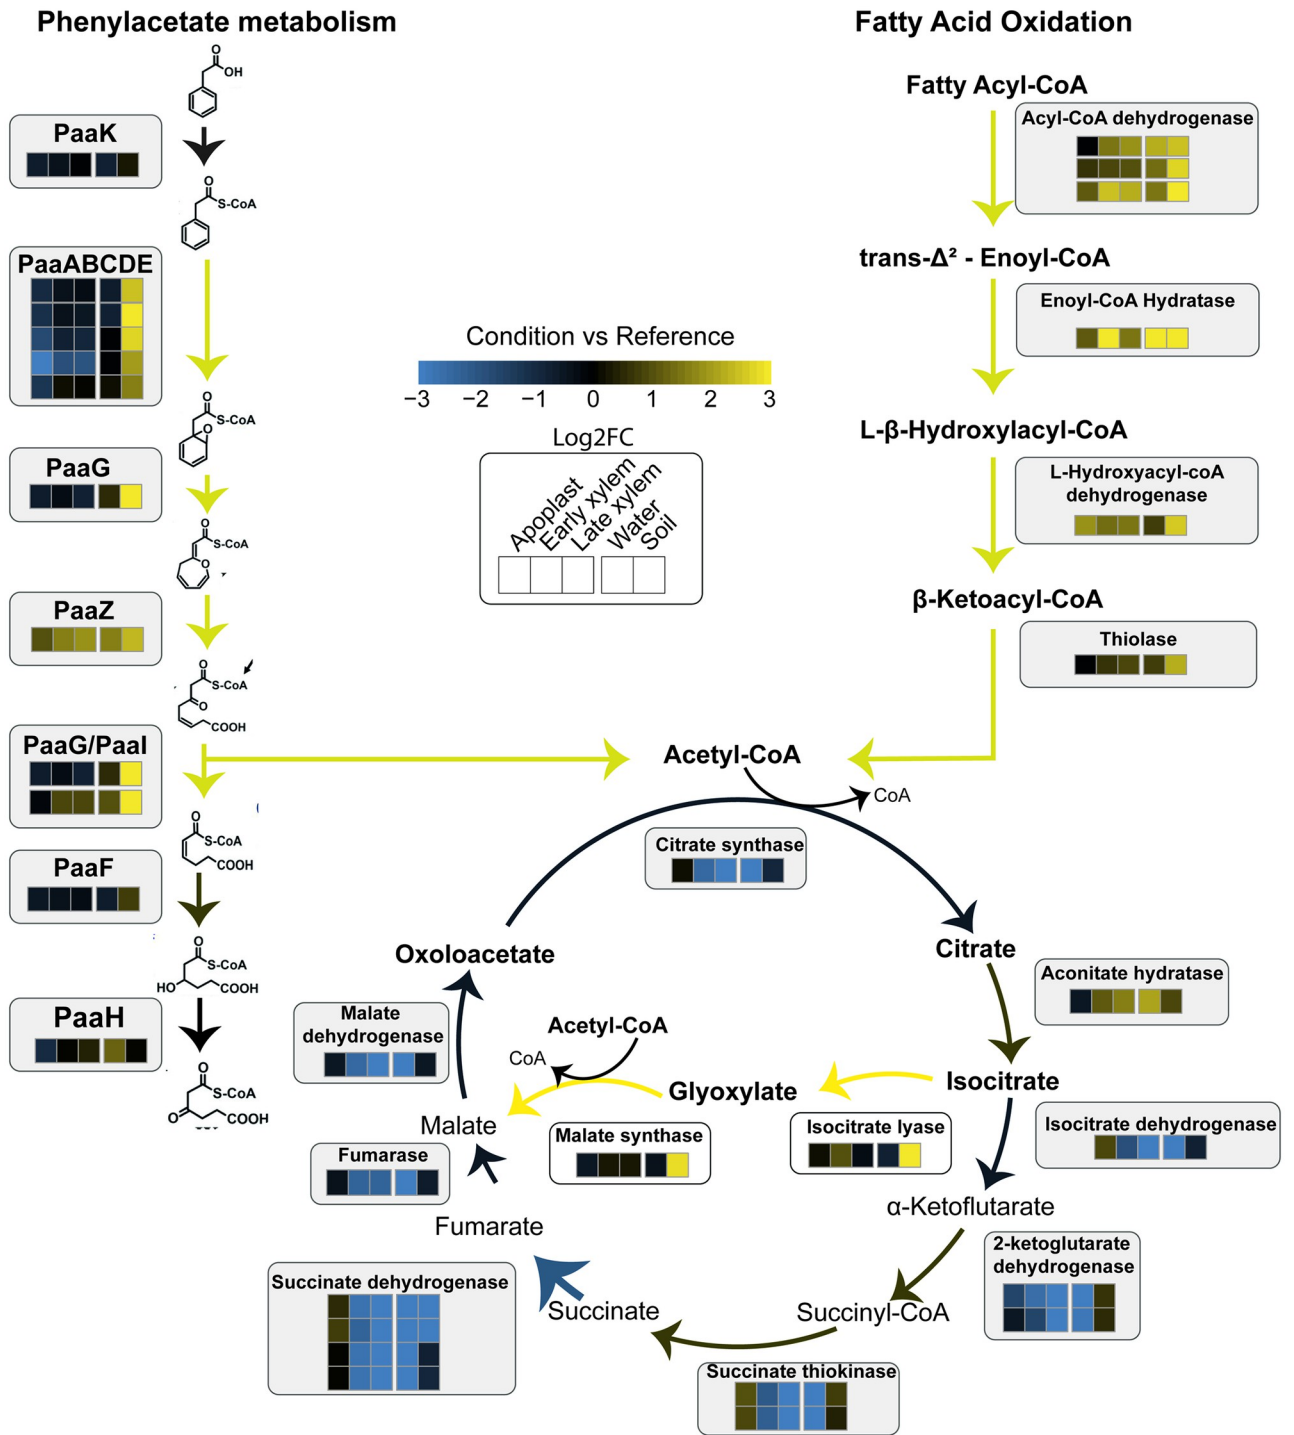 Phenylacetate metabolism
Fatty Acid Oxidation
O
OH
PaaK
O
S-CoA
PaaABCDE
O
S-CoA
O
PaaG
O
S-CoA
O
PaaZ
O
S-CoA
O
COOH
PaaG/PaaI
O
S-CoA
COOH
PaaF
O
S-CoA
HO
COOH
PaaH
O
S-CoA
O
COOH
Condition vs Reference
−3 −2 −1 0 1 2 3
Log2FC
Apoplast
Early xylem
Late xylem
Water
Soil
Fatty Acyl-CoA
Acyl-CoA dehydrogenase
trans-Δ² - Enoyl-CoA
Enoyl-CoA Hydratase
L-β-Hydroxylacyl-CoA
L-Hydroxyacyl-coA
dehydrogenase
β-Ketoacyl-CoA
Thiolase
Acetyl-CoA
CoA
Citrate synthase
Oxoloacetate
Citrate
Aconitate hydratase
Malate
dehydrogenase
Acetyl-CoA
CoA
Glyoxylate
Isocitrate
Malate
Malate synthase
Isocitrate lyase
Isocitrate dehydrogenase
Fumarase
α-Ketoflutarate
Fumarate
2-ketoglutarate
dehydrogenase
Succinate dehydrogenase
Succinate
Succinyl-CoA
Succinate thiokinase